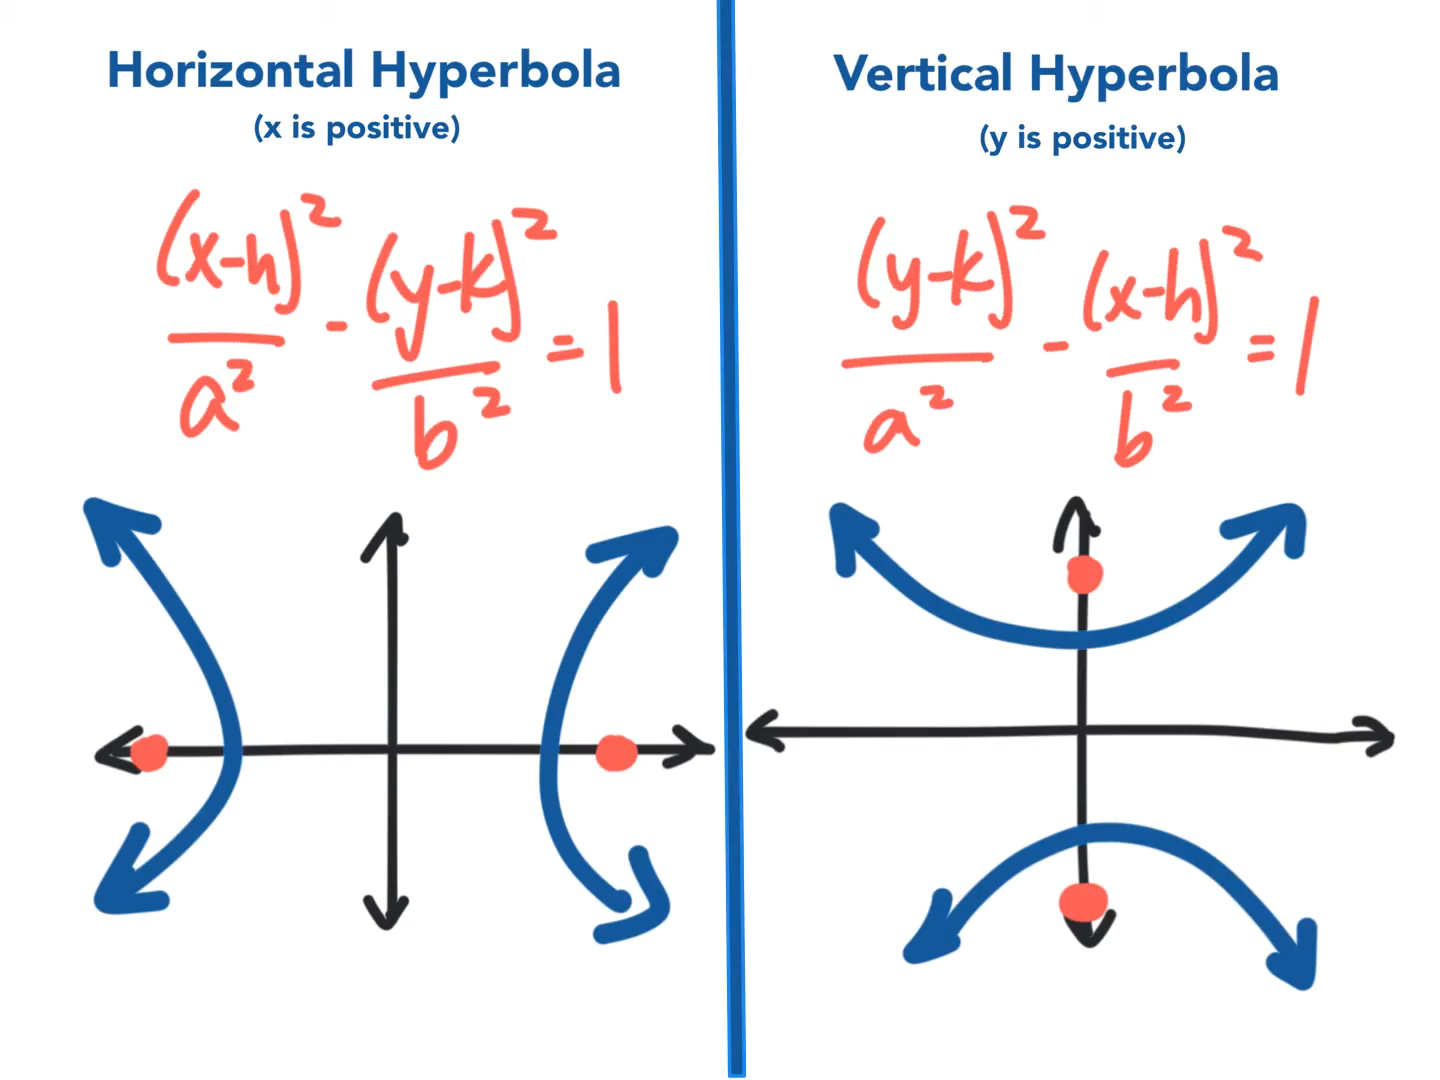 Horizontal Hyperbola
(x is positive)
(x-h)²/a² - (y-k)²/b² = 1
Vertical Hyperbola
(y is positive)
(y-k)²/a² - (x-h)²/b² = 1